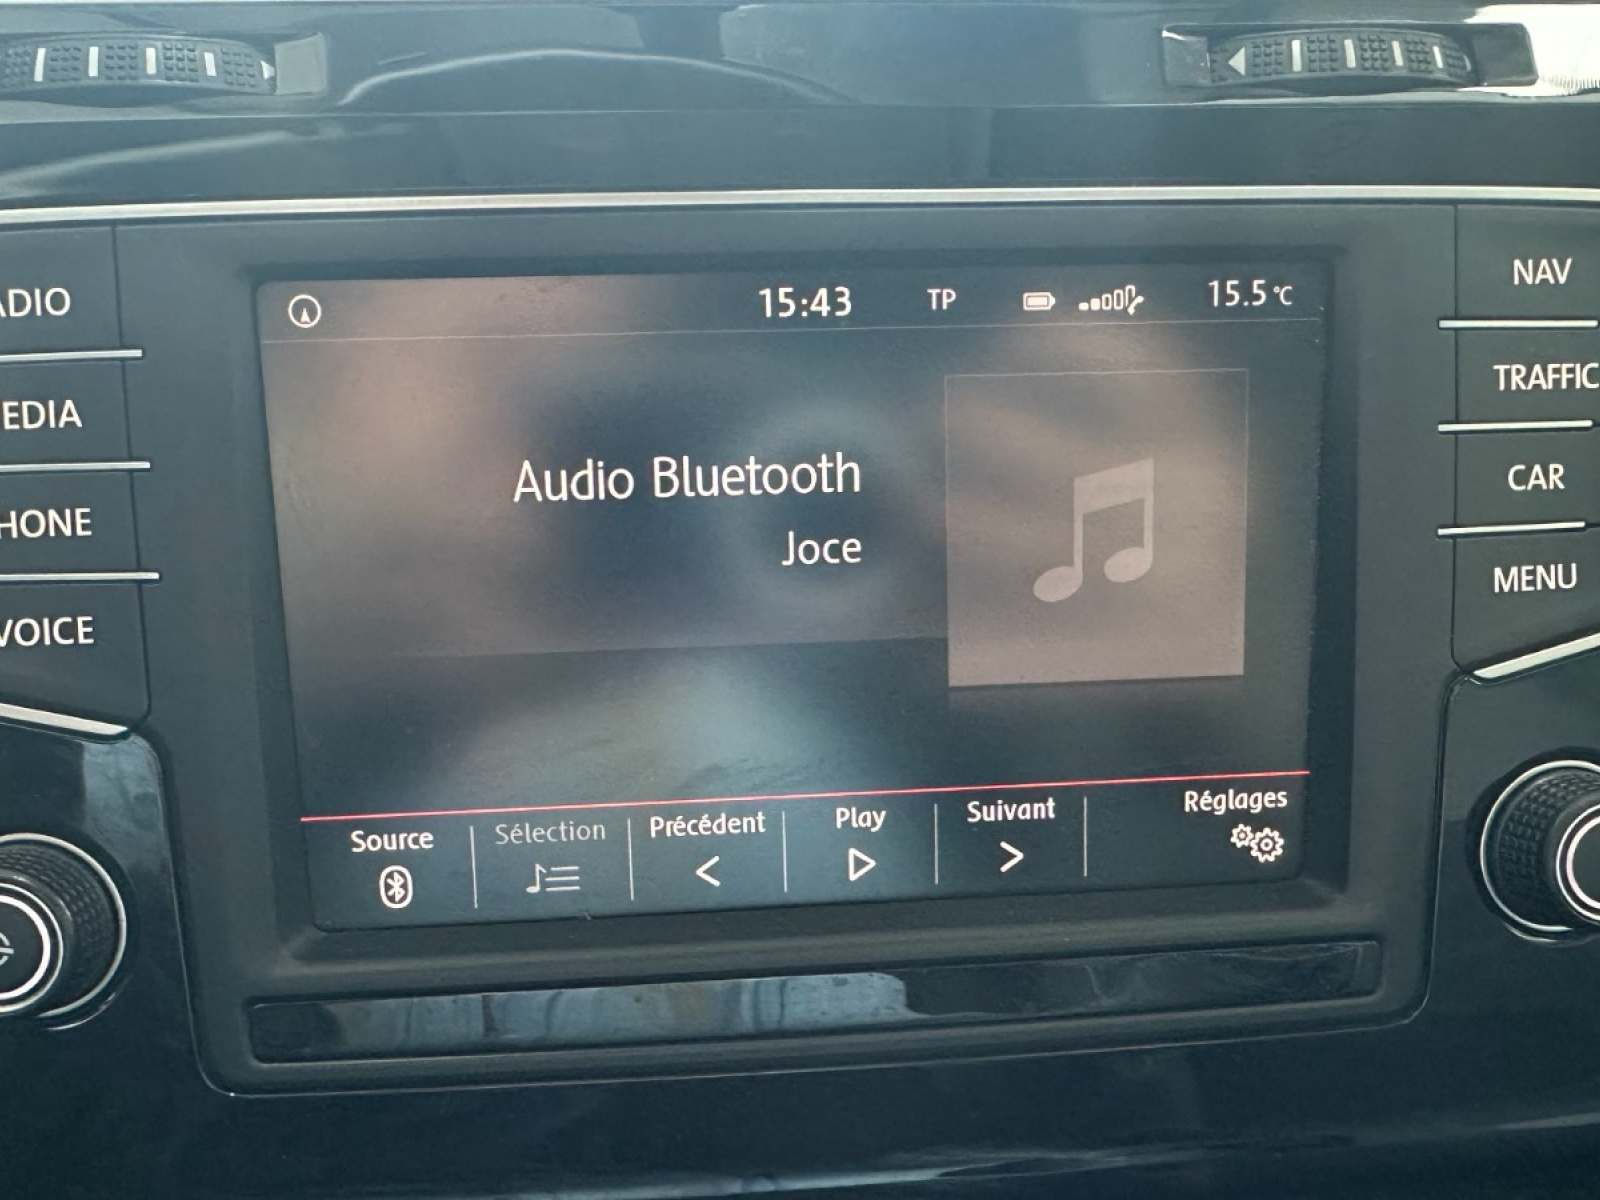 15:43 TP 15.5°C
ADIO
EDIA
HONE
VOICE
Audio Bluetooth
Joce
Source
Sélection
Précédent
Play
Suivant
Réglages
NAV
TRAFFIC
CAR
MENU